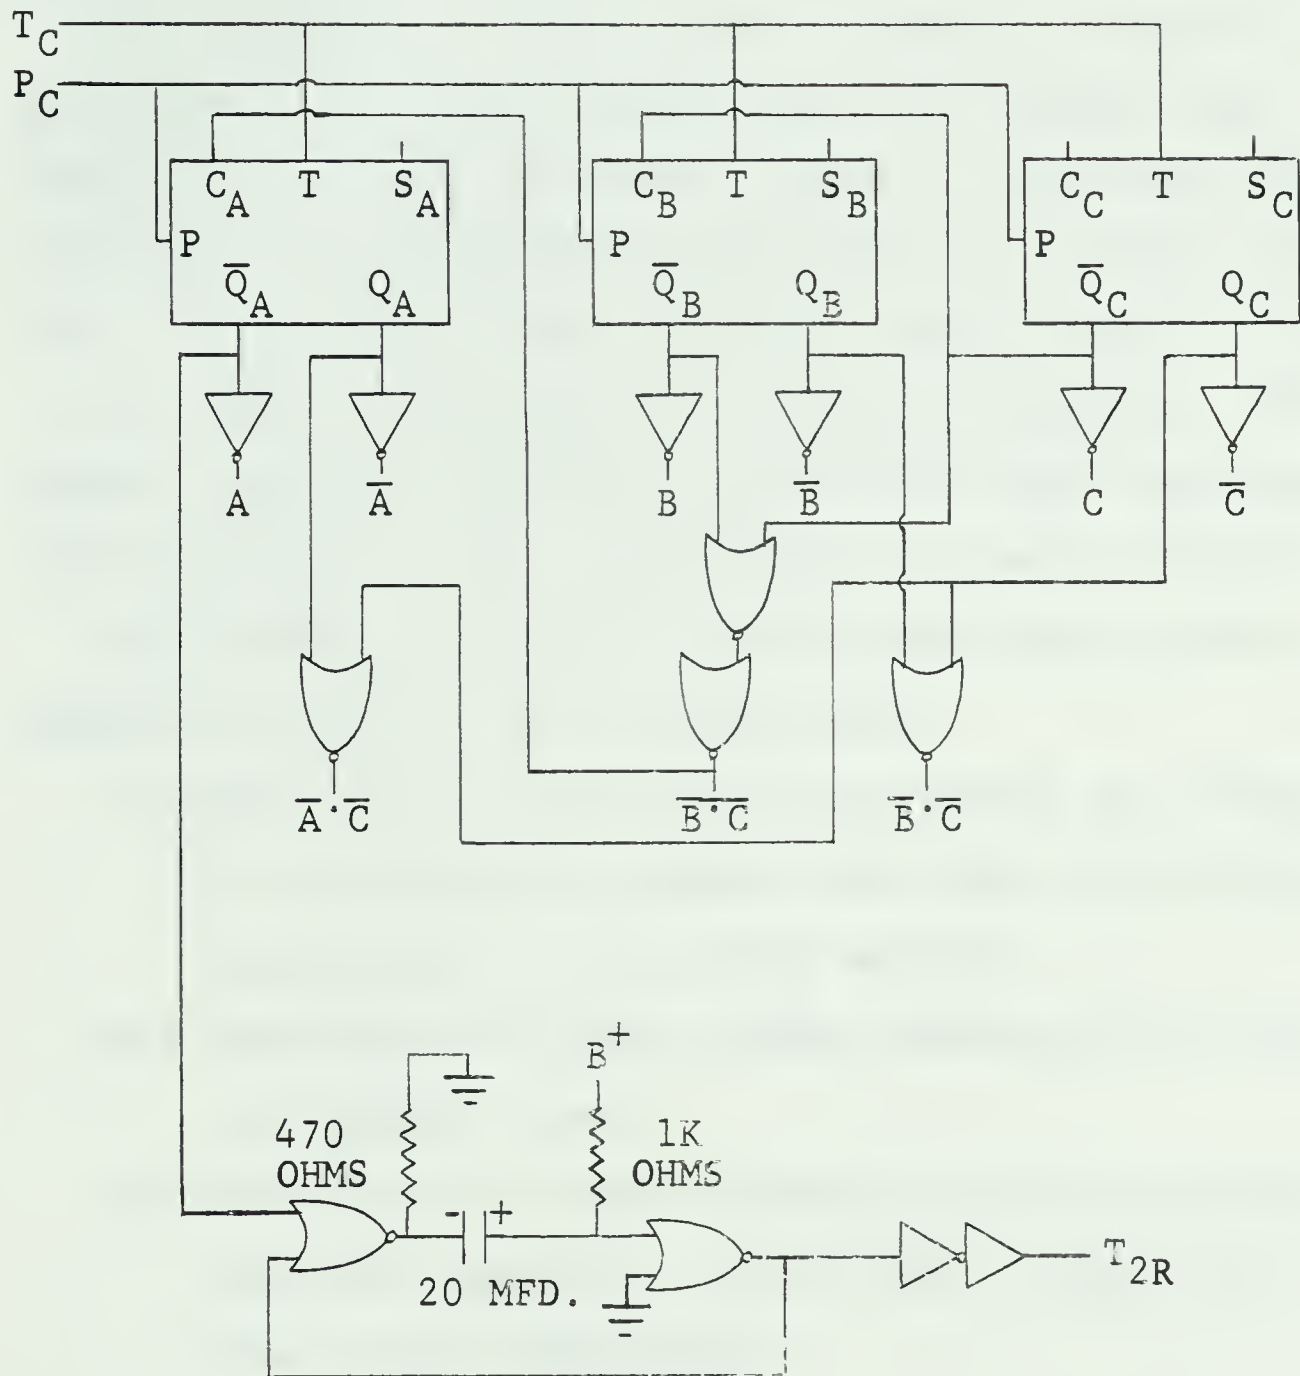 T_C
P_C
C_A T S_A
P
Q̅_A Q_A
C_B T S_B
P
Q̅_B Q_B
C_C T S_C
P
Q̅_C Q_C
A A̅ B B̅ C C̅
A̅·C̅ B̅·̅C̅ B̅·C̅
B+
470
OHMS
1K
OHMS
- +
20 MFD.
T_2R